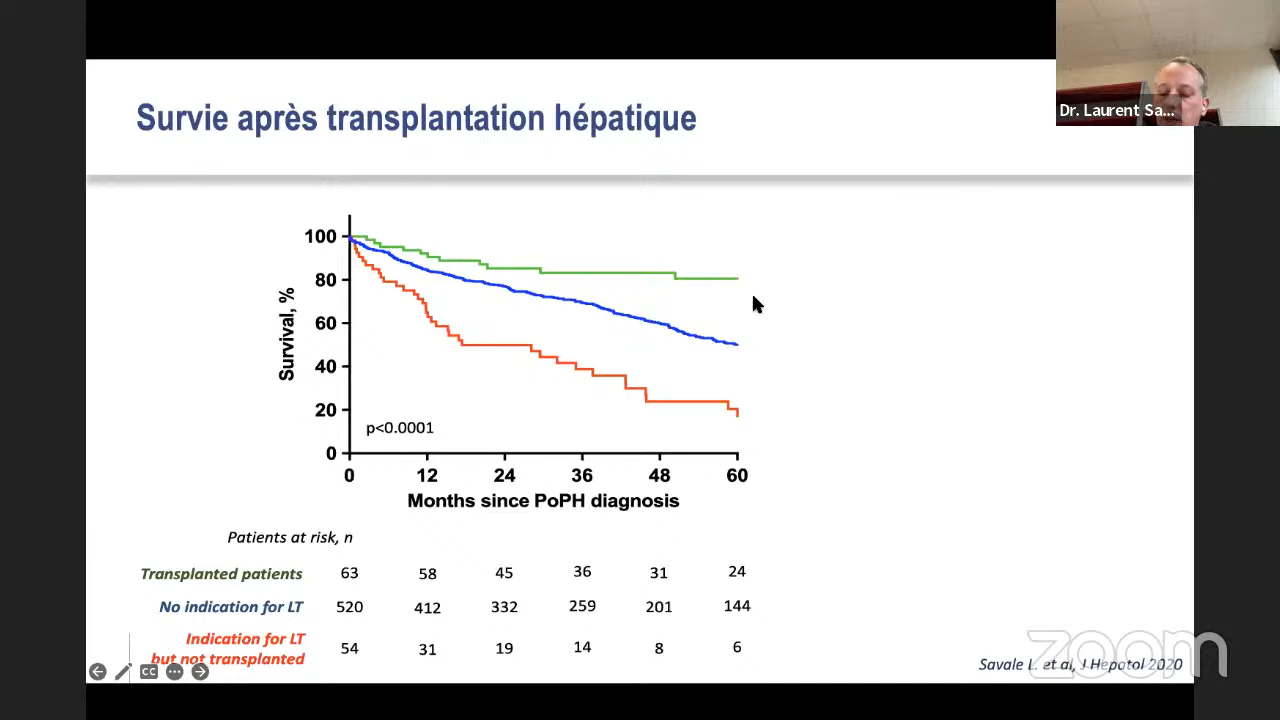 Dr. Laurent Sa...
Survie après transplantation hépatique
100
80
60
40
20
0
Survival, %
p<0.0001
0 12 24 36 48 60
Months since PoPH diagnosis
Patients at risk, n
Transplanted patients 63 58 45 36 31 24
No indication for LT 520 412 332 259 201 144
Indication for LT
but not transplanted 54 31 19 14 8 6
CC
Savale L. et al, J Hepatol 2020
zoom